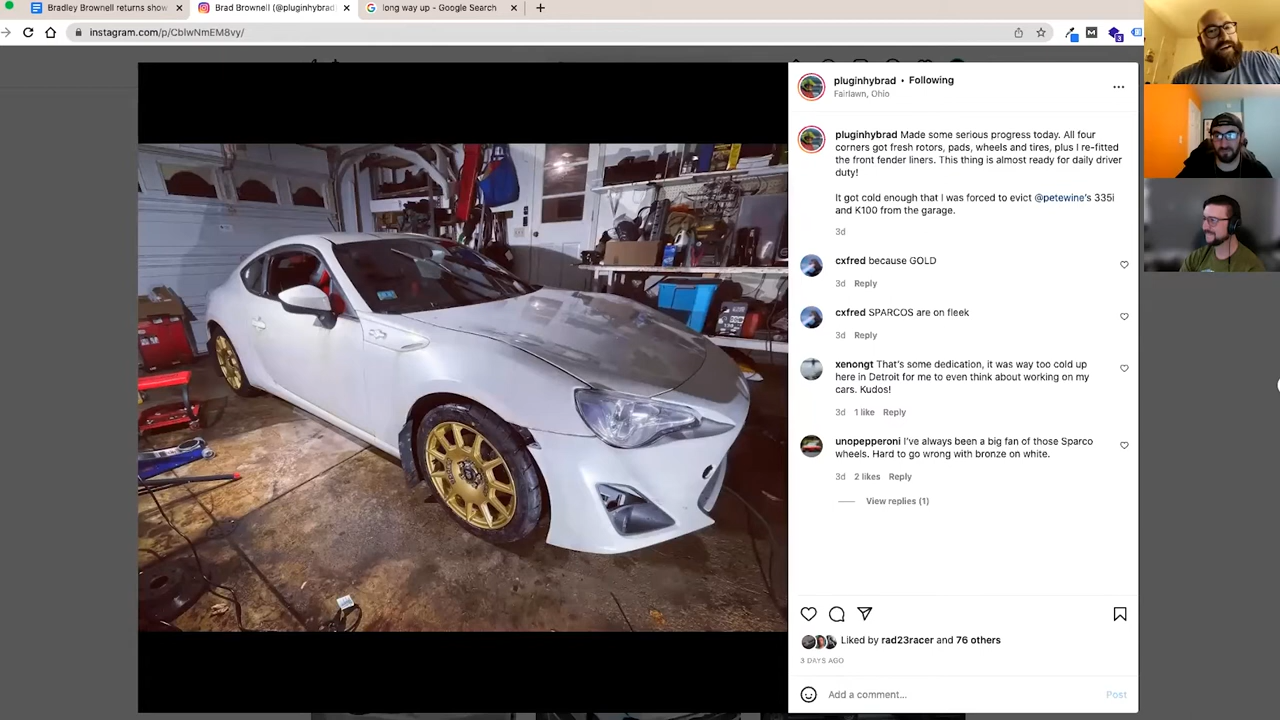 Bradley Brownell returns show
Brad Brownell (@pluginhybrad)
long way up - Google Search
instagram.com/p/CbIwNmEM8vy/
pluginhybrad • Following
Fairlawn, Ohio
pluginhybrad Made some serious progress today. All four
corners got fresh rotors, pads, wheels and tires, plus I re-fitted
the front fender liners. This thing is almost ready for daily driver
duty!
It got cold enough that I was forced to evict @petewine's 335i
and K100 from the garage.
3d
cxfred because GOLD
3d Reply
cxfred SPARCOS are on fleek
3d Reply
xenongt That's some dedication, it was way too cold up
here in Detroit for me to even think about working on my
cars. Kudos!
3d 1 like Reply
unopepperoni I've always been a big fan of those Sparco
wheels. Hard to go wrong with bronze on white.
3d 2 likes Reply
View replies (1)
Liked by rad23racer and 76 others
3 DAYS AGO
Add a comment...
Post